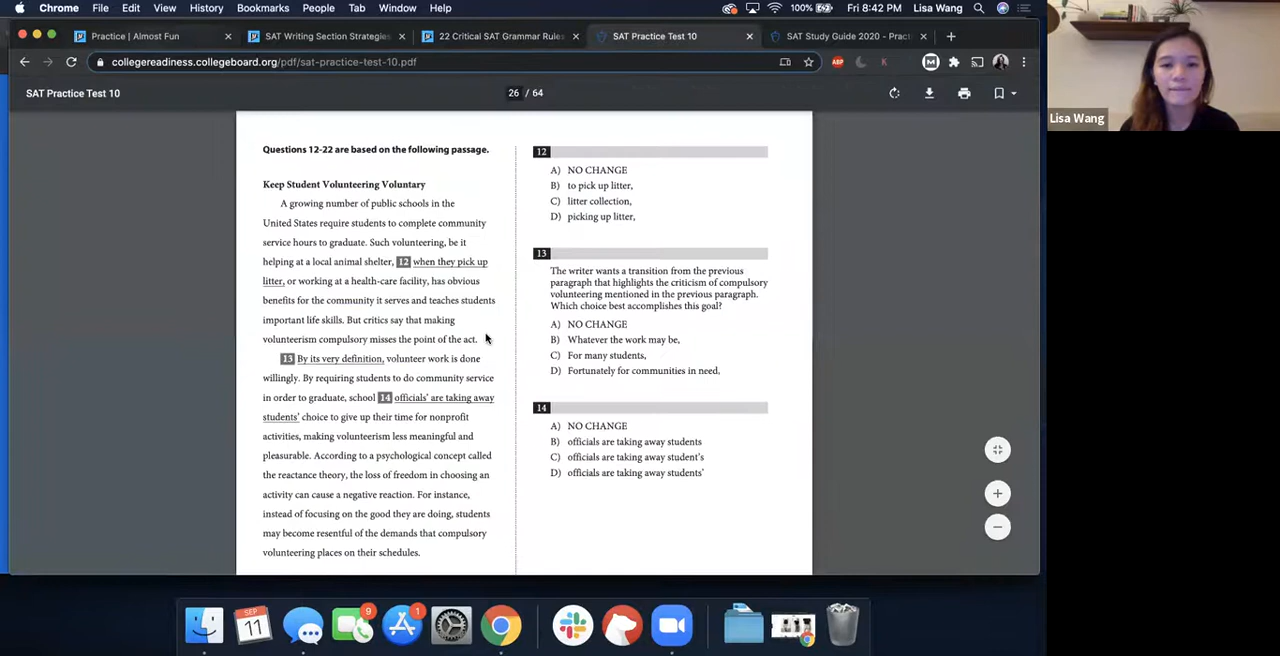 Chrome File Edit View History Bookmarks People Tab Window Help 100% Fri 8:42 PM Lisa Wang
Practice | Almost Fun
SAT Writing Section Strategies
22 Critical SAT Grammar Rules
SAT Practice Test 10
SAT Study Guide 2020 - Pract
collegereadiness.collegeboard.org/pdf/sat-practice-test-10.pdf
ABP
M
K
SAT Practice Test 10
26 / 64
Lisa Wang
Questions 12-22 are based on the following passage.
Keep Student Volunteering Voluntary
A growing number of public schools in the
United States require students to complete community
service hours to graduate. Such volunteering, be it
helping at a local animal shelter, 12 when they pick up
litter, or working at a health-care facility, has obvious
benefits for the community it serves and teaches students
important life skills. But critics say that making
volunteerism compulsory misses the point of the act.
13 By its very definition, volunteer work is done
willingly. By requiring students to do community service
in order to graduate, school 14 officials' are taking away
students' choice to give up their time for nonprofit
activities, making volunteerism less meaningful and
pleasurable. According to a psychological concept called
the reactance theory, the loss of freedom in choosing an
activity can cause a negative reaction. For instance,
instead of focusing on the good they are doing, students
may become resentful of the demands that compulsory
volunteering places on their schedules.
12
A) NO CHANGE
B) to pick up litter,
C) litter collection,
D) picking up litter,
13
The writer wants a transition from the previous
paragraph that highlights the criticism of compulsory
volunteering mentioned in the previous paragraph.
Which choice best accomplishes this goal?
A) NO CHANGE
B) Whatever the work may be,
C) For many students,
D) Fortunately for communities in need,
14
A) NO CHANGE
B) officials are taking away students
C) officials are taking away student's
D) officials are taking away students'
SEP
11
9
1